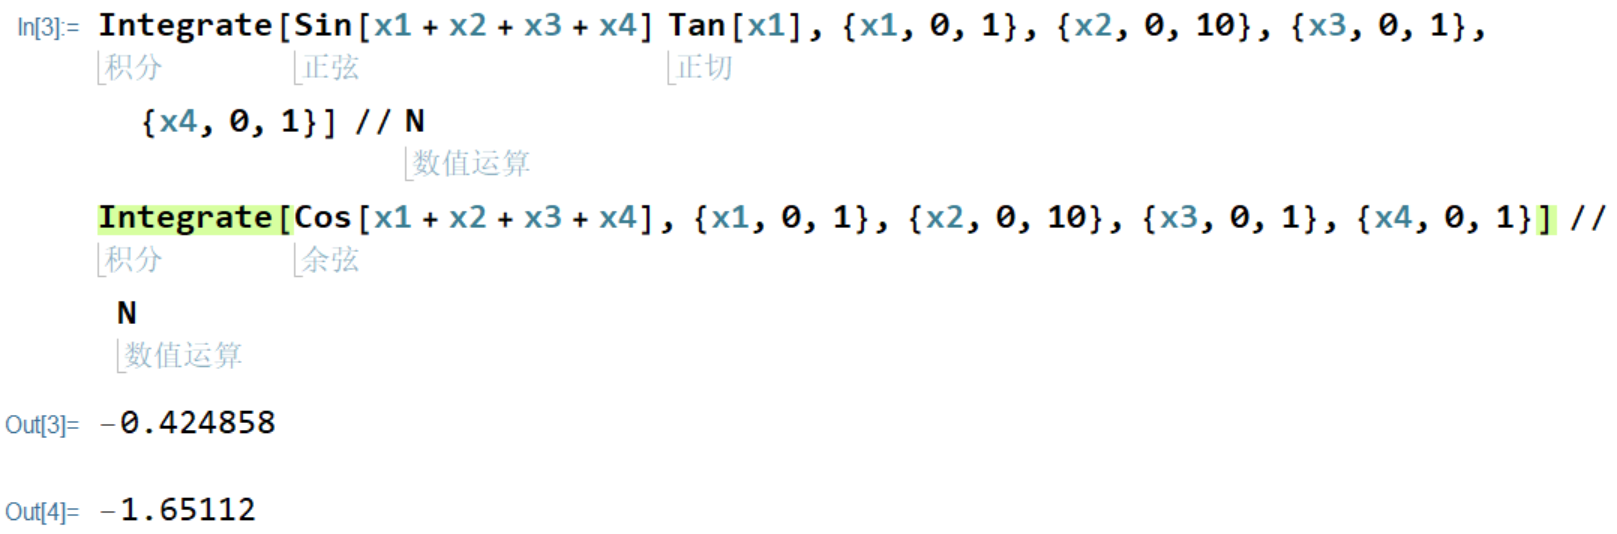 In[3]:= Integrate[Sin[x1 + x2 + x3 + x4] Tan[x1], {x1, 0, 1}, {x2, 0, 10}, {x3, 0, 1},
积分 正弦 正切
{x4, 0, 1}] // N
数值运算
Integrate[Cos[x1 + x2 + x3 + x4], {x1, 0, 1}, {x2, 0, 10}, {x3, 0, 1}, {x4, 0, 1}] //
积分 余弦
N
数值运算
Out[3]= -0.424858
Out[4]= -1.65112